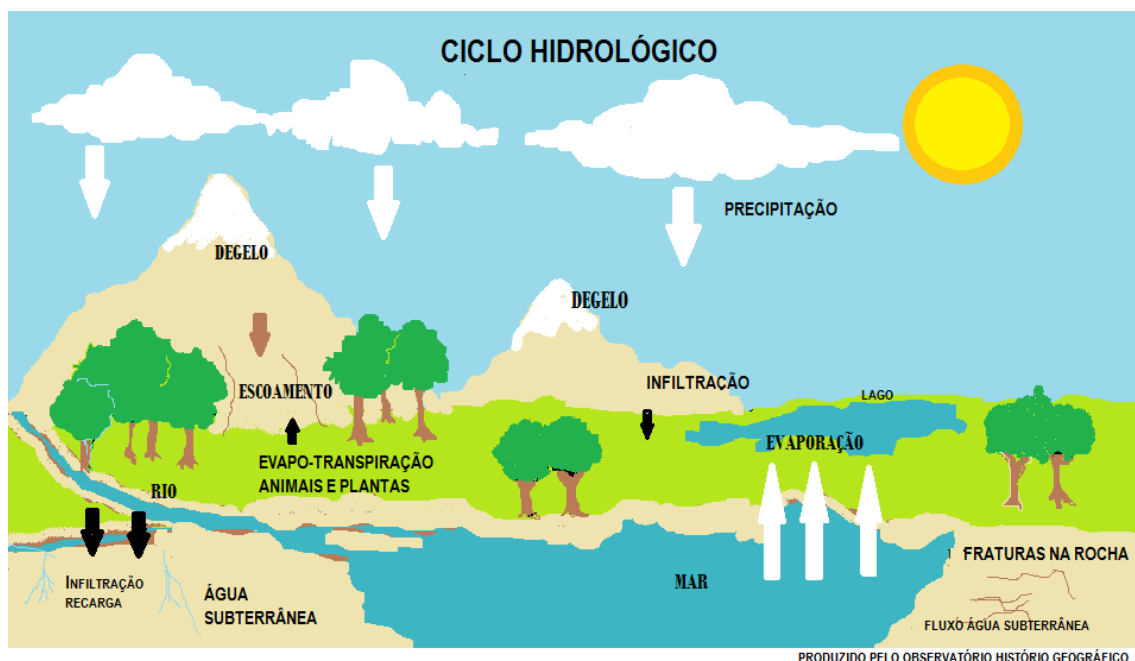 CICLO HIDROLÓGICO
PRECIPITAÇÃO
DEGELO
DEGELO
ESCOAMENTO
INFILTRAÇÃO
LAGO
EVAPORAÇÃO
EVAPO-TRANSPIRAÇÃO
ANIMAIS E PLANTAS
RIO
INFILTRAÇÃO
RECARGA
ÁGUA
SUBTERRÂNEA
MAR
FRATURAS NA ROCHA
FLUXO ÁGUA SUBTERRÂNEA
PRODUZIDO PELO OBSERVATÓRIO HISTÓRIO GEOGRÁFICO